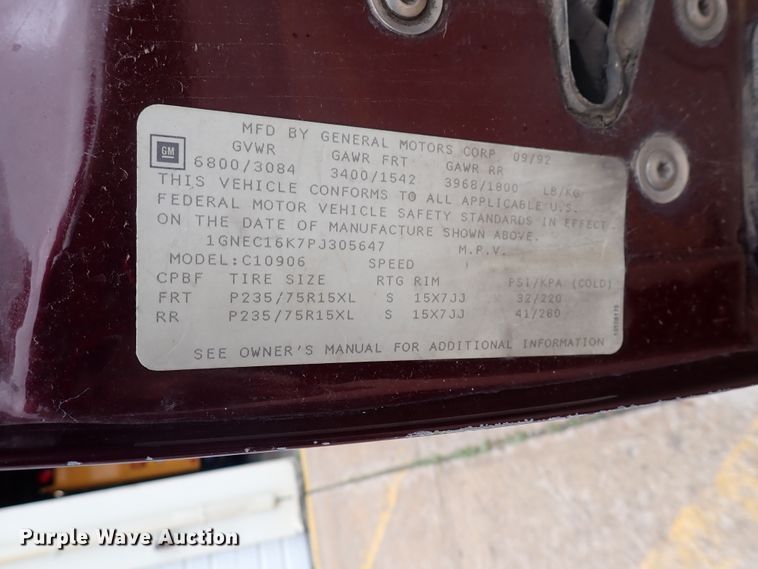 MFD BY GENERAL MOTORS CORP 09/92
GVWR GAWR FRT GAWR RR
GM 6800/3084 3400/1542 3968/1800 LB/KG
THIS VEHICLE CONFORMS TO ALL APPLICABLE U.S.
FEDERAL MOTOR VEHICLE SAFETY STANDARDS IN EFFECT
ON THE DATE OF MANUFACTURE SHOWN ABOVE.
1GNEC16K7PJ305647 M.P.V.
MODEL:C10906 SPEED
CPBF TIRE SIZE RTG RIM PSI/KPA (COLD)
FRT P235/75R15XL S 15X7JJ 32/220
RR P235/75R15XL S 15X7JJ 41/280
SEE OWNER'S MANUAL FOR ADDITIONAL INFORMATION
Purple Wave Auction